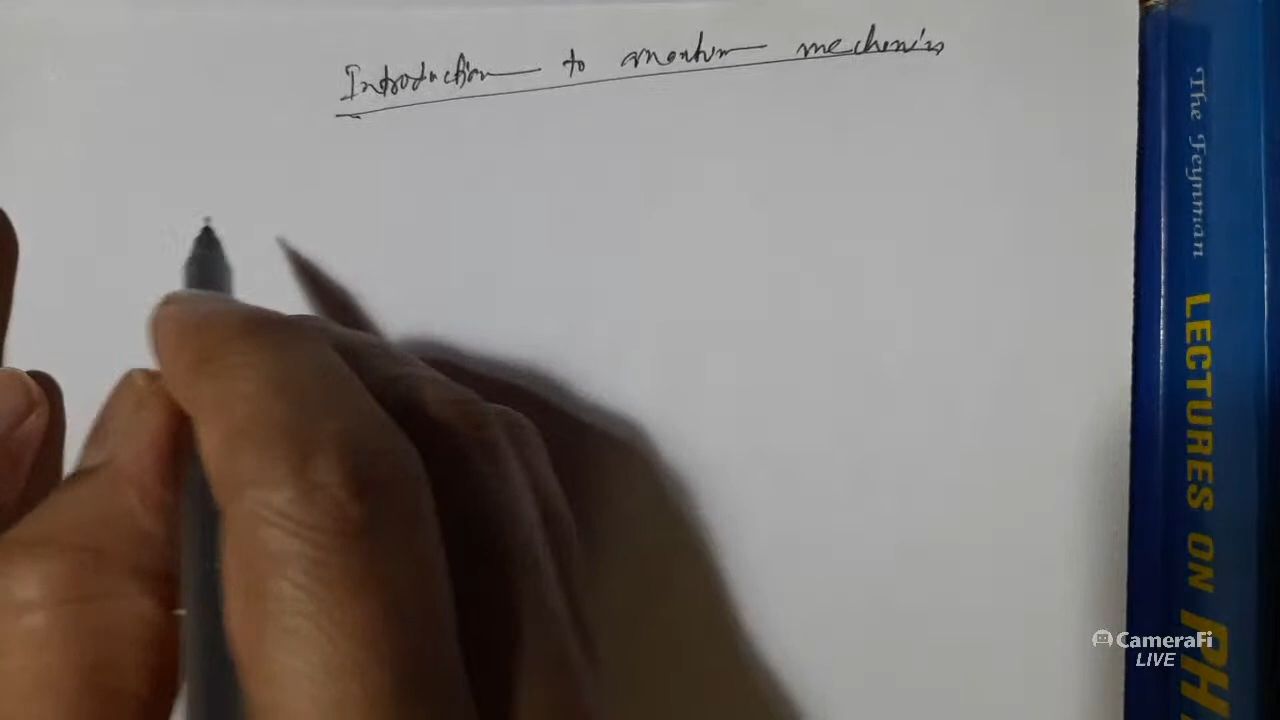 Introduction to quantum mechanics
The Feynman
LECTURES ON PH
CameraFi
LIVE